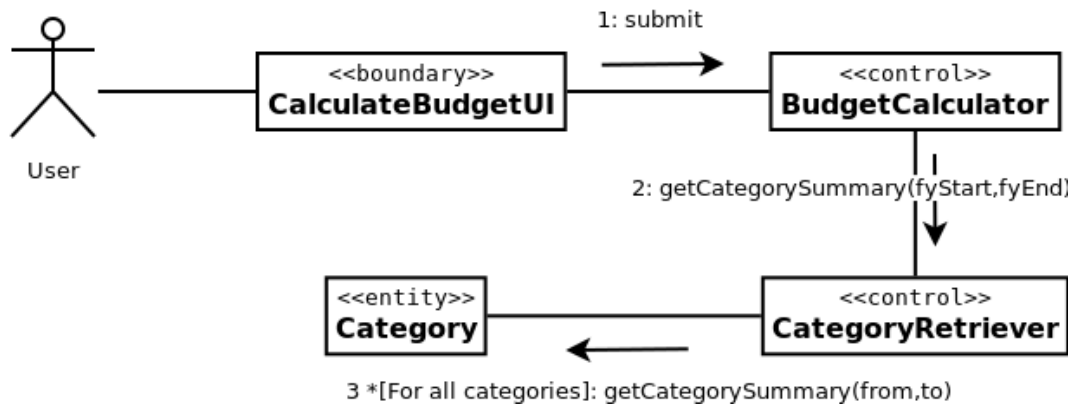 1: submit
<<boundary>>
CalculateBudgetUI
<<control>>
BudgetCalculator
User
2: getCategorySummary(fyStart,fyEnd)
<<entity>>
Category
<<control>>
CategoryRetriever
3 *[For all categories]: getCategorySummary(from,to)